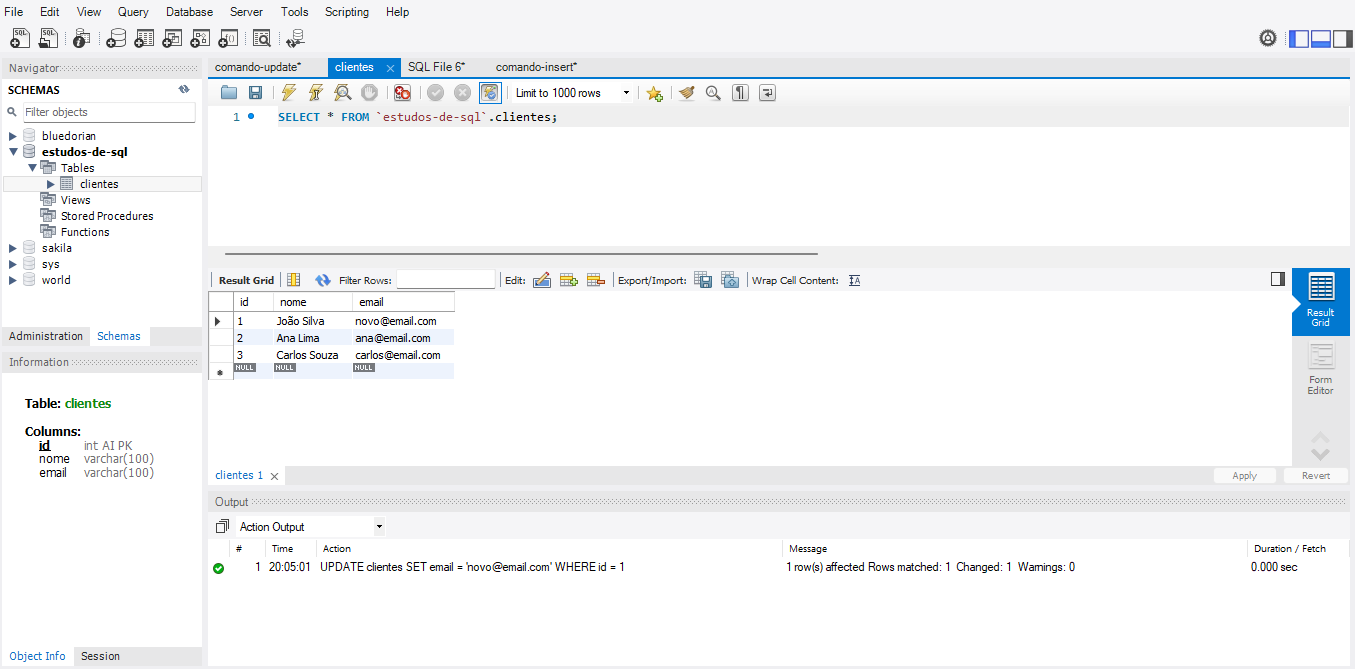 File Edit View Query Database Server Tools Scripting Help
Navigator
SCHEMAS
Filter objects
bluedorian
estudos-de-sql
Tables
clientes
Views
Stored Procedures
Functions
sakila
sys
world
Administration Schemas
Information
Table: clientes
Columns:
id int AI PK
nome varchar(100)
email varchar(100)
Object Info Session
comando-update* clientes SQL File 6* comando-insert*
Limit to 1000 rows
1 SELECT * FROM `estudos-de-sql`.clientes;
Result Grid Filter Rows: Edit: Export/Import: Wrap Cell Content:
id nome email
1 João Silva novo@email.com
2 Ana Lima ana@email.com
3 Carlos Souza carlos@email.com
NULL NULL NULL
Result
Grid
Form
Editor
clientes 1 Apply Revert
Output
Action Output
# Time Action Message Duration / Fetch
1 20:05:01 UPDATE clientes SET email = 'novo@email.com' WHERE id = 1 1 row(s) affected Rows matched: 1 Changed: 1 Warnings: 0 0.000 sec